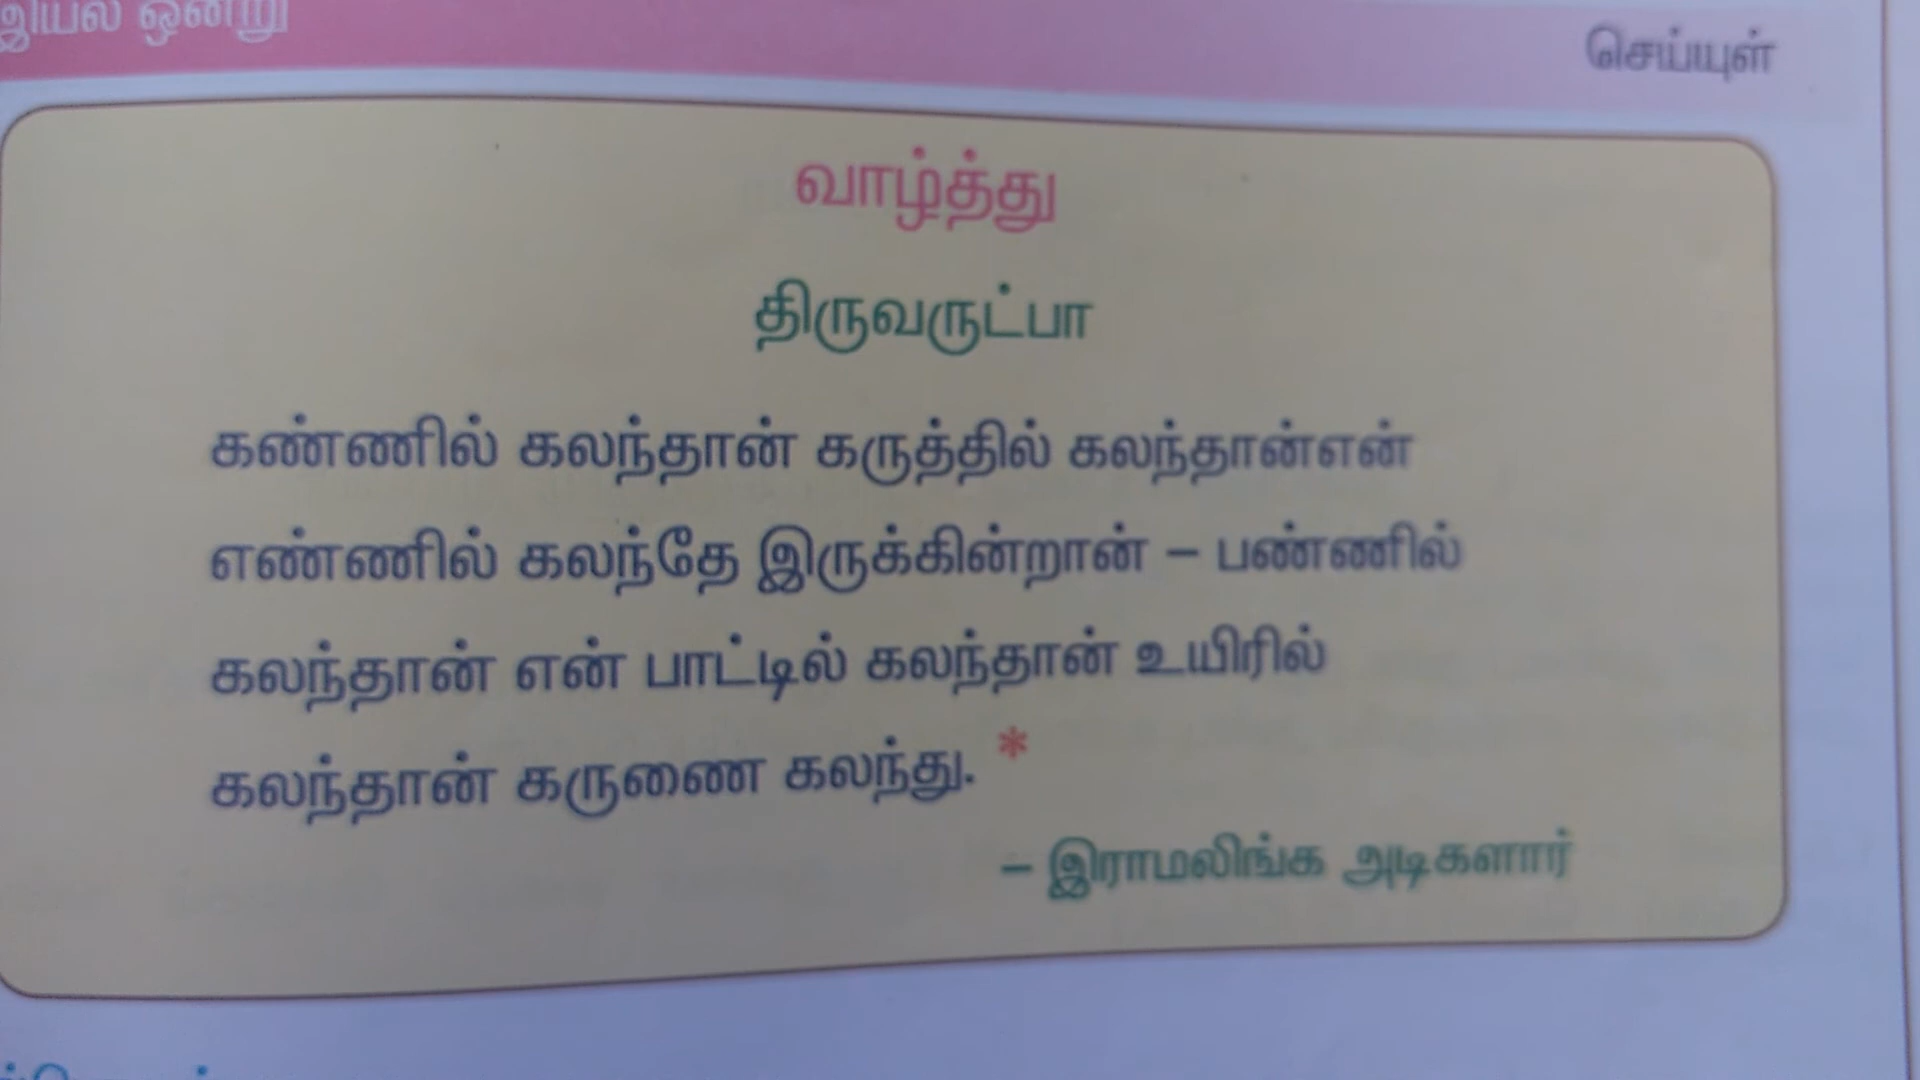 இயல் ஒன்று
செய்யுள்
வாழ்த்து
திருவருட்பா
கண்ணில் கலந்தான் கருத்தில் கலந்தான்என்
எண்ணில் கலந்தே இருக்கின்றான் – பண்ணில்
கலந்தான் என் பாட்டில் கலந்தான் உயிரில்
கலந்தான் கருணை கலந்து. *
– இராமலிங்க அடிகளார்